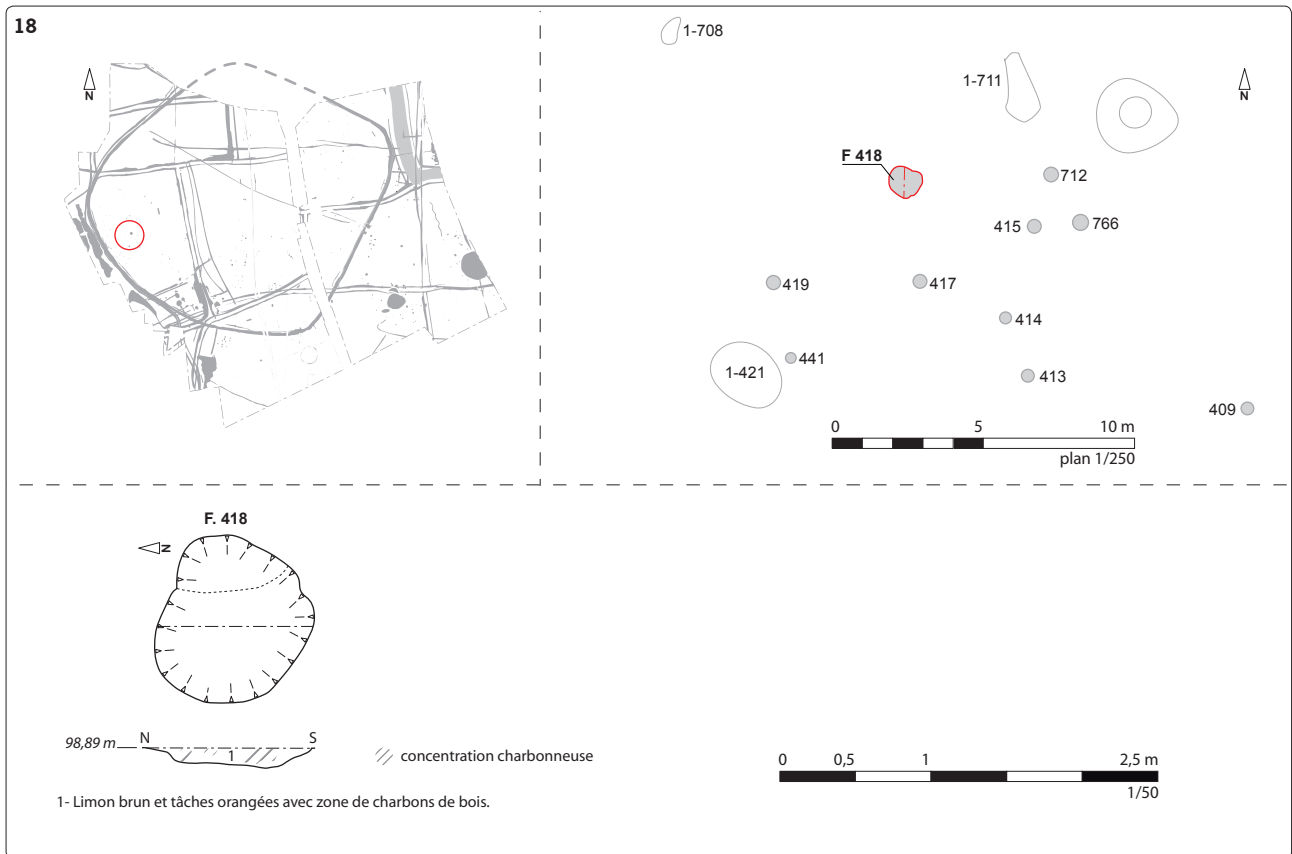 18
N
1-708
1-711
N
F 418
712
415
766
419
417
414
441
1-421
413
409
0 5 10 m
plan 1/250
F. 418
N
98,89 m
N S
1
concentration charbonneuse
0 0,5 1 2,5 m
1/50
1- Limon brun et tâches orangées avec zone de charbons de bois.